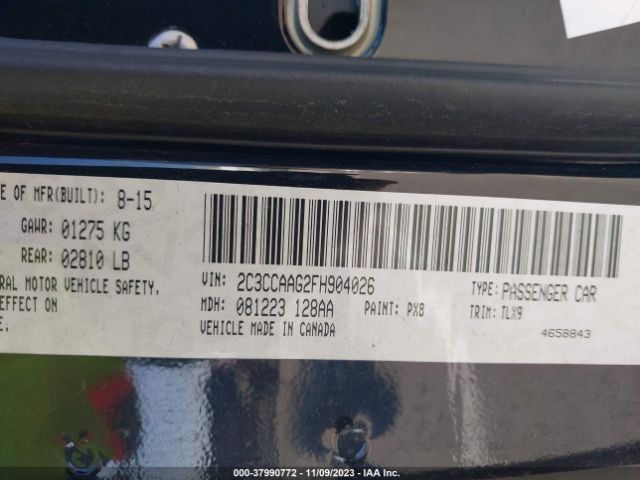 E OF MFR(BUILT): 8-15
GAWR: 01275 KG
REAR: 02810 LB
RAL MOTOR VEHICLE SAFETY,
EFFECT ON
E.
VIN: 2C3CCAAG2FH904026
MDH: 081223 128AA PAINT: PX8
VEHICLE MADE IN CANADA
TYPE: PASSENGER CAR
TRIM: TLX9
4658843
000-37990772 - 11/09/2023 - IAA Inc.